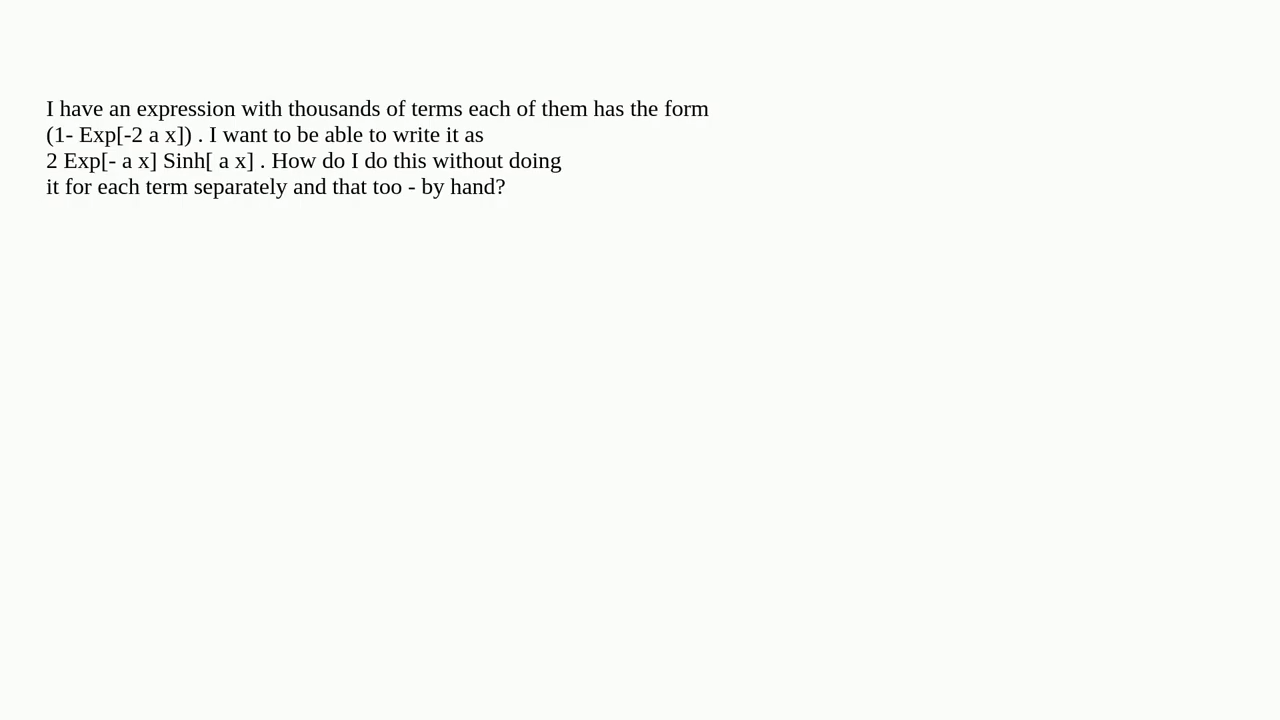 I have an expression with thousands of terms each of them has the form
(1- Exp[-2 a x]) . I want to be able to write it as
2 Exp[- a x] Sinh[ a x] . How do I do this without doing
it for each term separately and that too - by hand?